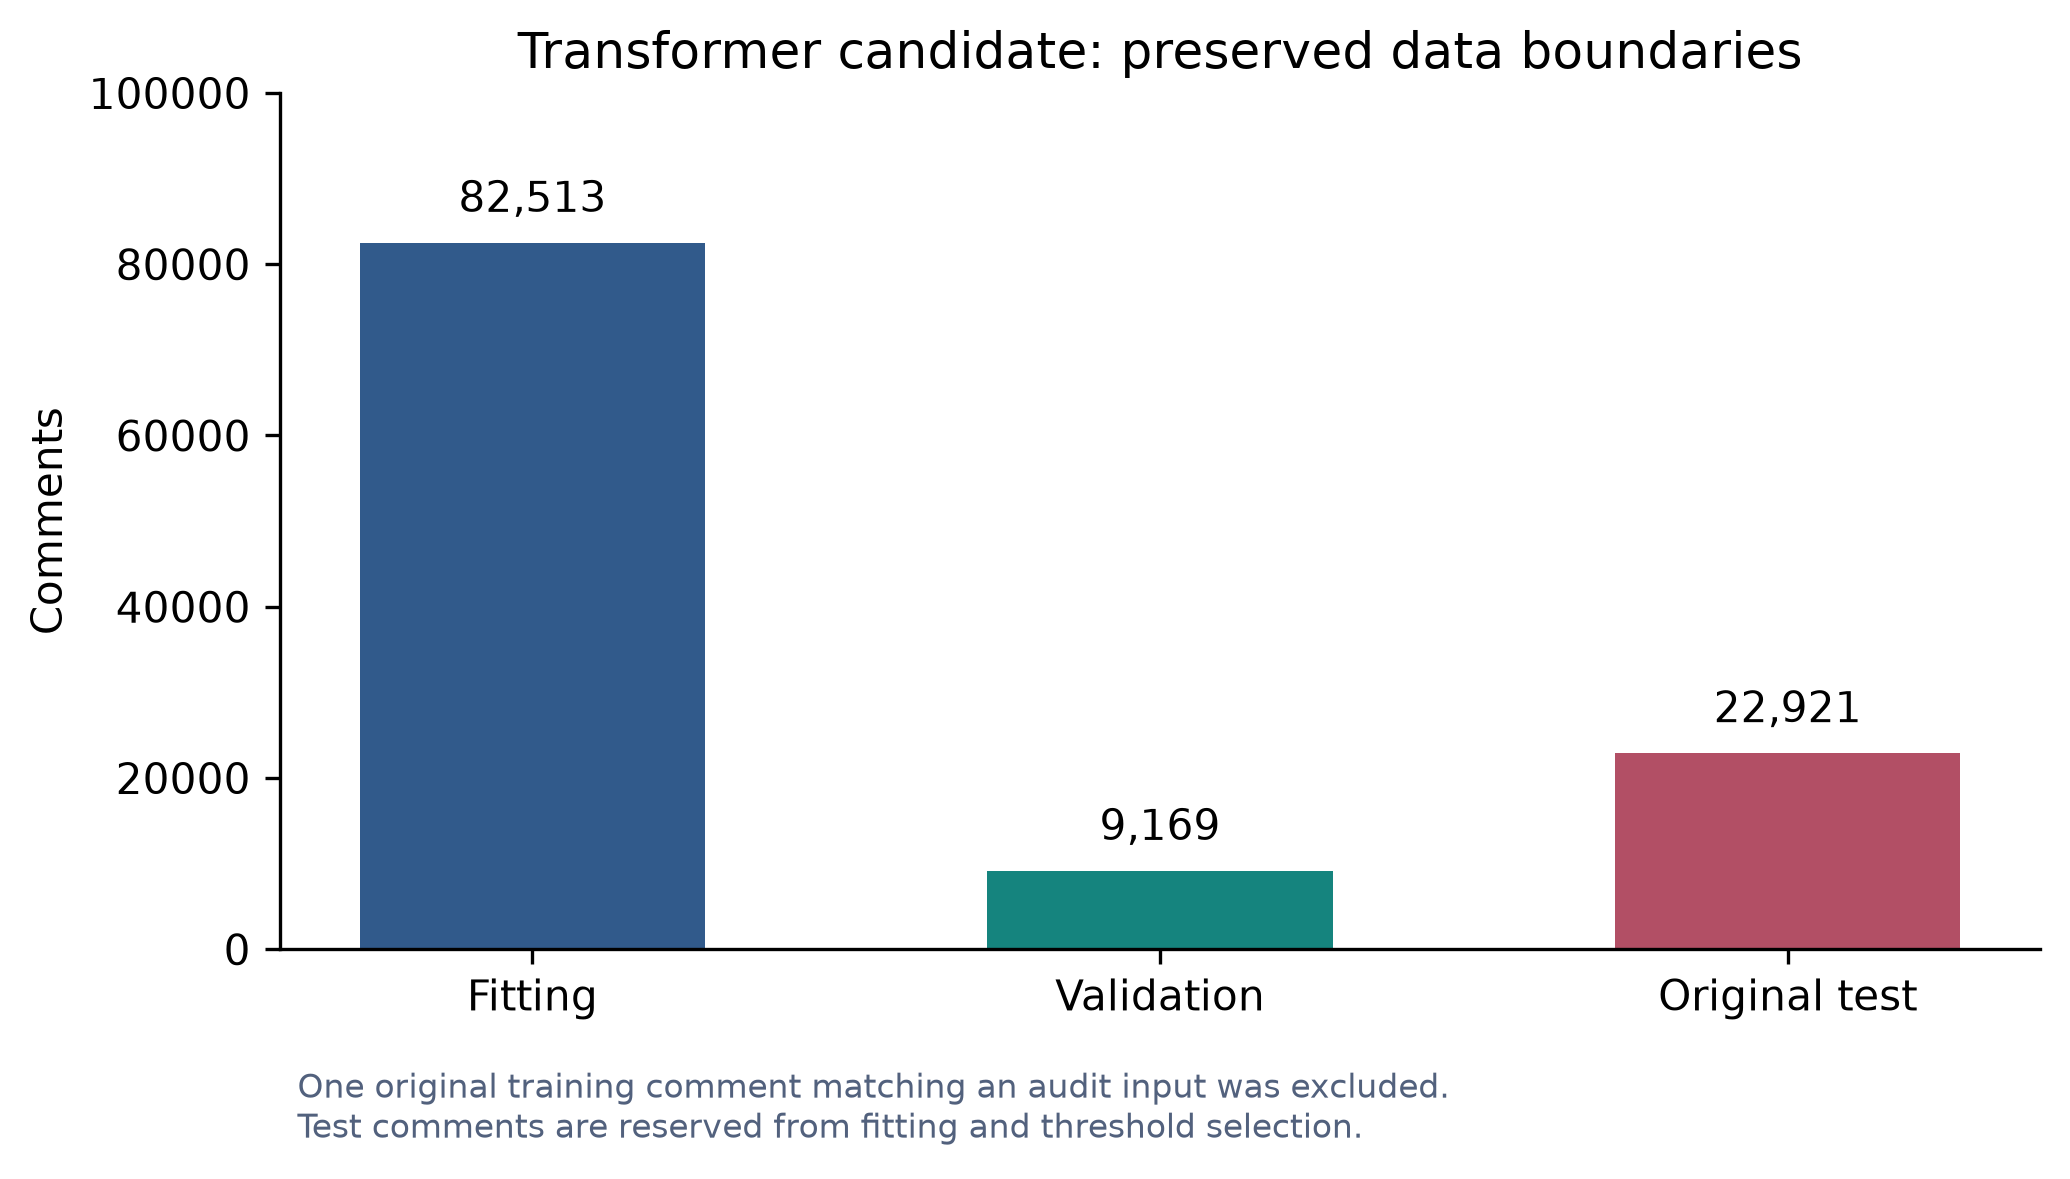 Transformer candidate: preserved data boundaries
100000
80000
60000
40000
20000
0
Comments
82,513
9,169
22,921
Fitting
Validation
Original test
One original training comment matching an audit input was excluded.
Test comments are reserved from fitting and threshold selection.